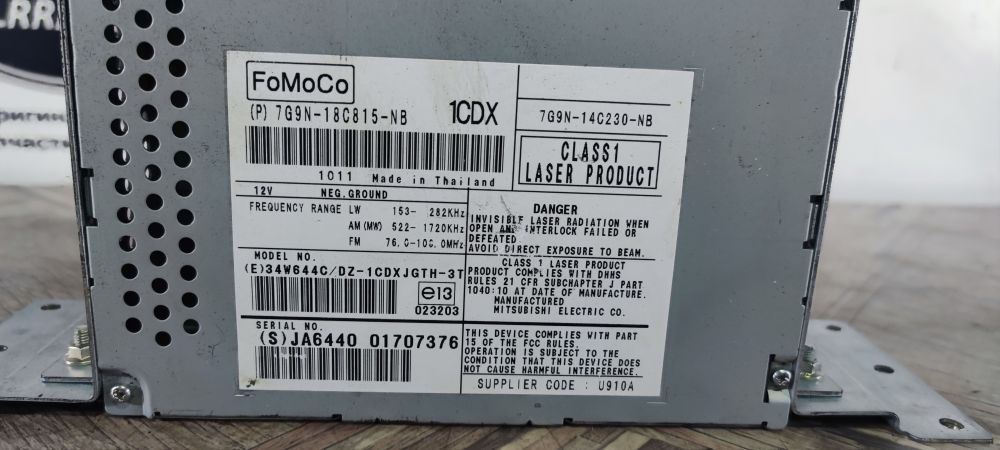 FoMoCo
(P) 7G9N-18C815-NB 1CDX
1011 Made in Thailand
7G9N-14C230-NB
CLASS1
LASER PRODUCT
12V NEG.GROUND
FREQUENCY RANGE LW 153- 282KHz
AM (MW) 522- 1720KHz
FM 76.0-108.0MHz
MODEL NO.
(E)34W644C/DZ-1CDXJGTH-3T
e13
023203
SERIAL NO.
(S)JA6440 01707376
DANGER
INVISIBLE LASER RADIATION WHEN
OPEN AND INTERLOCK FAILED OR
DEFEATED
AVOID DIRECT EXPOSURE TO BEAM.
CLASS 1 LASER PRODUCT
PRODUCT COMPLIES WITH DHHS
RULES 21 CFR SUBCHAPTER J PART
1040:10 AT DATE OF MANUFACTURE.
MANUFACTURED
MITSUBISHI ELECTRIC CO.
THIS DEVICE COMPLIES WITH PART
15 OF THE FCC RULES.
OPERATION IS SUBJECT TO THE
CONDITION THAT THIS DEVICE DOES
NOT CAUSE HARMFUL INTERFERENCE.
SUPPLIER CODE : U910A